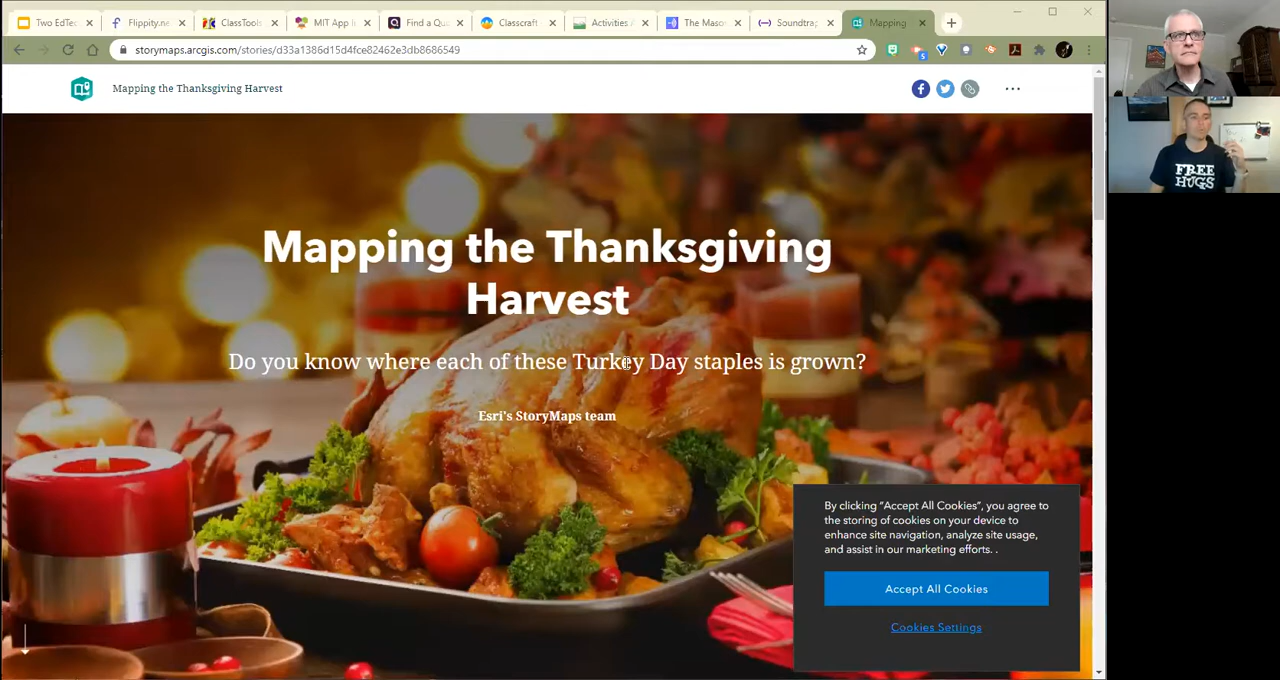 Two EdTec
Flippity.ne
ClassTools
MIT App I
Find a Qu
Classcraft
Activities
The Maso
Soundtra
Mapping
storymaps.arcgis.com/stories/d33a1386d15d4fce82462e3db8686549
5
Mapping the Thanksgiving Harvest
Mapping the Thanksgiving
Harvest
Do you know where each of these Turkey Day staples is grown?
Esri's StoryMaps team
By clicking "Accept All Cookies", you agree to
the storing of cookies on your device to
enhance site navigation, analyze site usage,
and assist in our marketing efforts. .
Accept All Cookies
Cookies Settings
FREE
HUGS